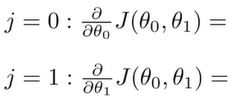 j = 0 : ∂/∂θ₀ J(θ₀, θ₁) =
j = 1 : ∂/∂θ₁ J(θ₀, θ₁) =